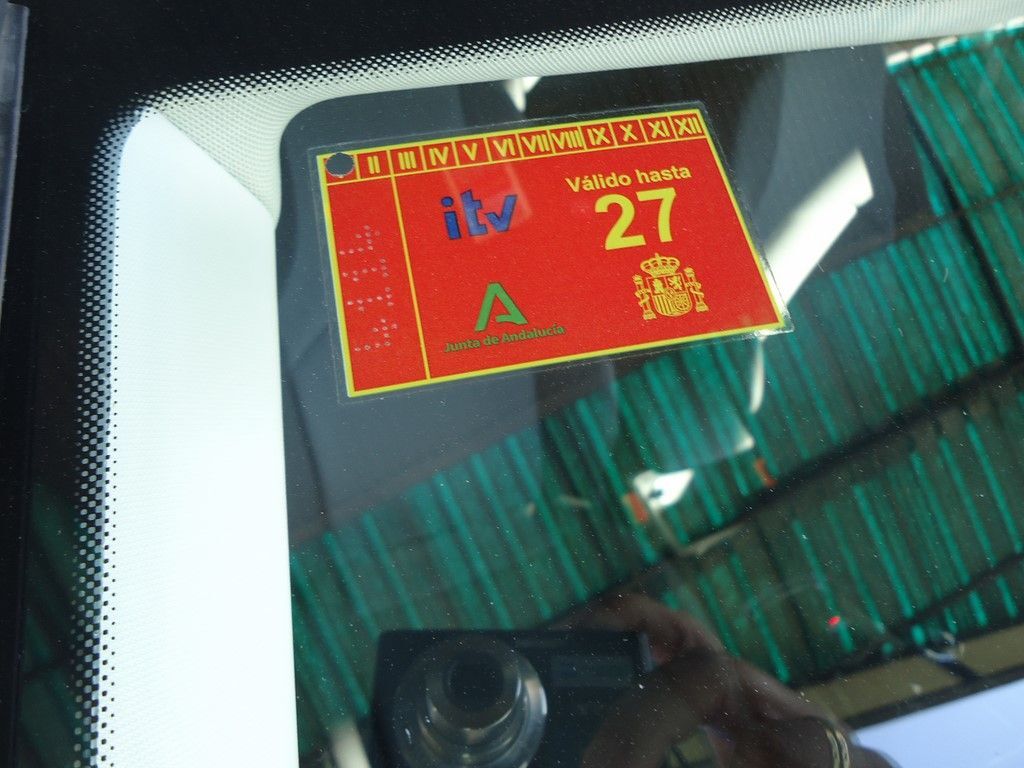 II III IV V VI VII VIII IX X XI XII
itv
Válido hasta
27
Junta de Andalucía